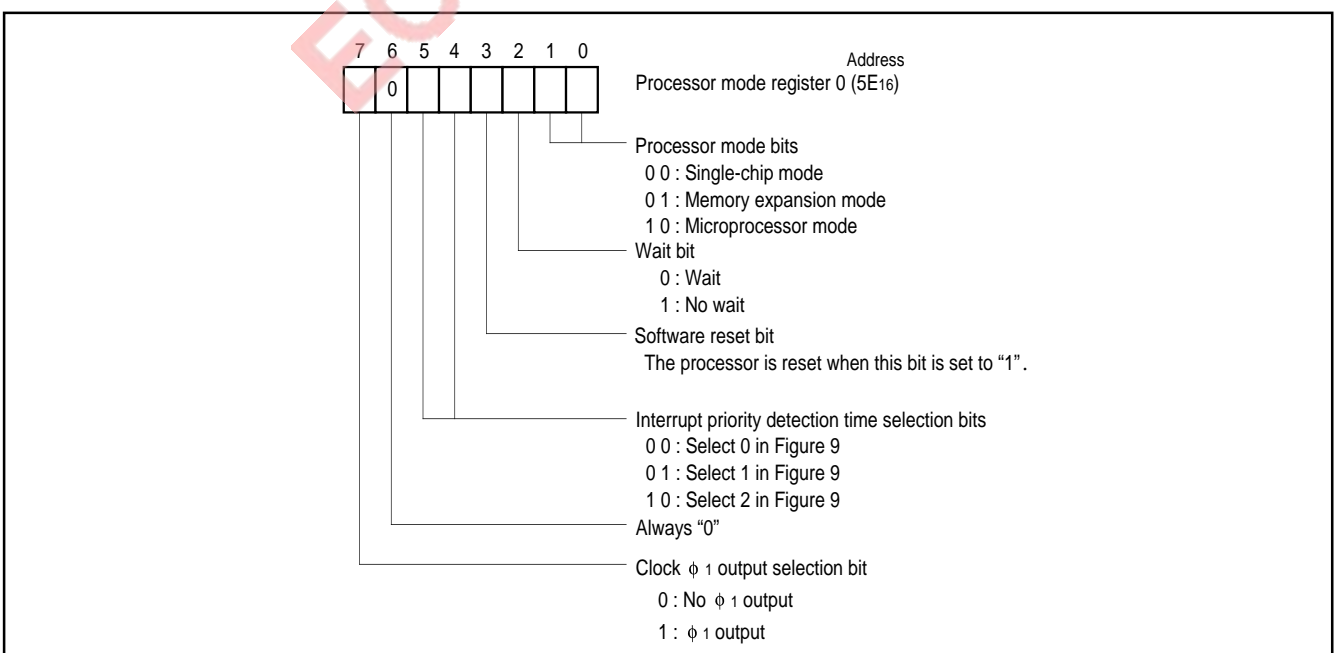 7 6 5 4 3 2 1 0
Address
0
Processor mode register 0 (5E16)
Processor mode bits
0 0 : Single-chip mode
0 1 : Memory expansion mode
1 0 : Microprocessor mode
Wait bit
0 : Wait
1 : No wait
Software reset bit
The processor is reset when this bit is set to “1”.
Interrupt priority detection time selection bits
0 0 : Select 0 in Figure 9
0 1 : Select 1 in Figure 9
1 0 : Select 2 in Figure 9
Always “0”
Clock ϕ 1 output selection bit
0 : No ϕ 1 output
1 : ϕ 1 output